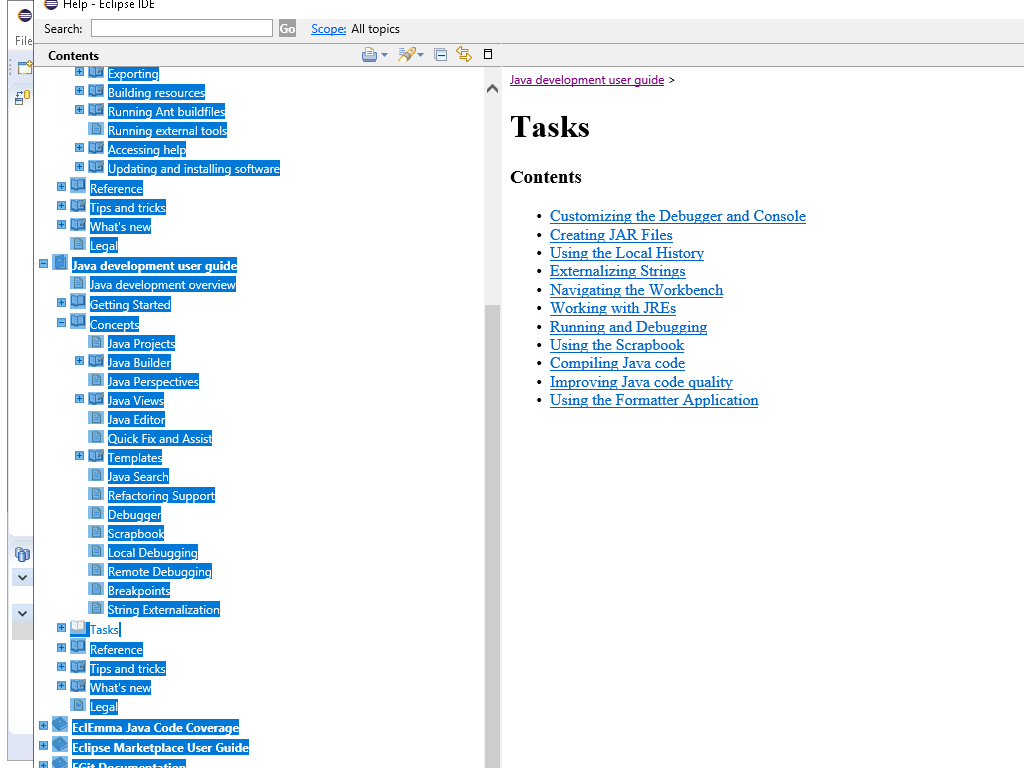 Help - Eclipse IDE
File
Search:
Go
Scope: All topics
Contents
Exporting
Building resources
Running Ant buildfiles
Running external tools
Accessing help
Updating and installing software
Reference
Tips and tricks
What's new
Legal
Java development user guide
Java development overview
Getting Started
Concepts
Java Projects
Java Builder
Java Perspectives
Java Views
Java Editor
Quick Fix and Assist
Templates
Java Search
Refactoring Support
Debugger
Scrapbook
Local Debugging
Remote Debugging
Breakpoints
String Externalization
Tasks
Reference
Tips and tricks
What's new
Legal
EclEmma Java Code Coverage
Eclipse Marketplace User Guide
EGit Documentation
Java development user guide >
Tasks
Contents
• Customizing the Debugger and Console
• Creating JAR Files
• Using the Local History
• Externalizing Strings
• Navigating the Workbench
• Working with JREs
• Running and Debugging
• Using the Scrapbook
• Compiling Java code
• Improving Java code quality
• Using the Formatter Application